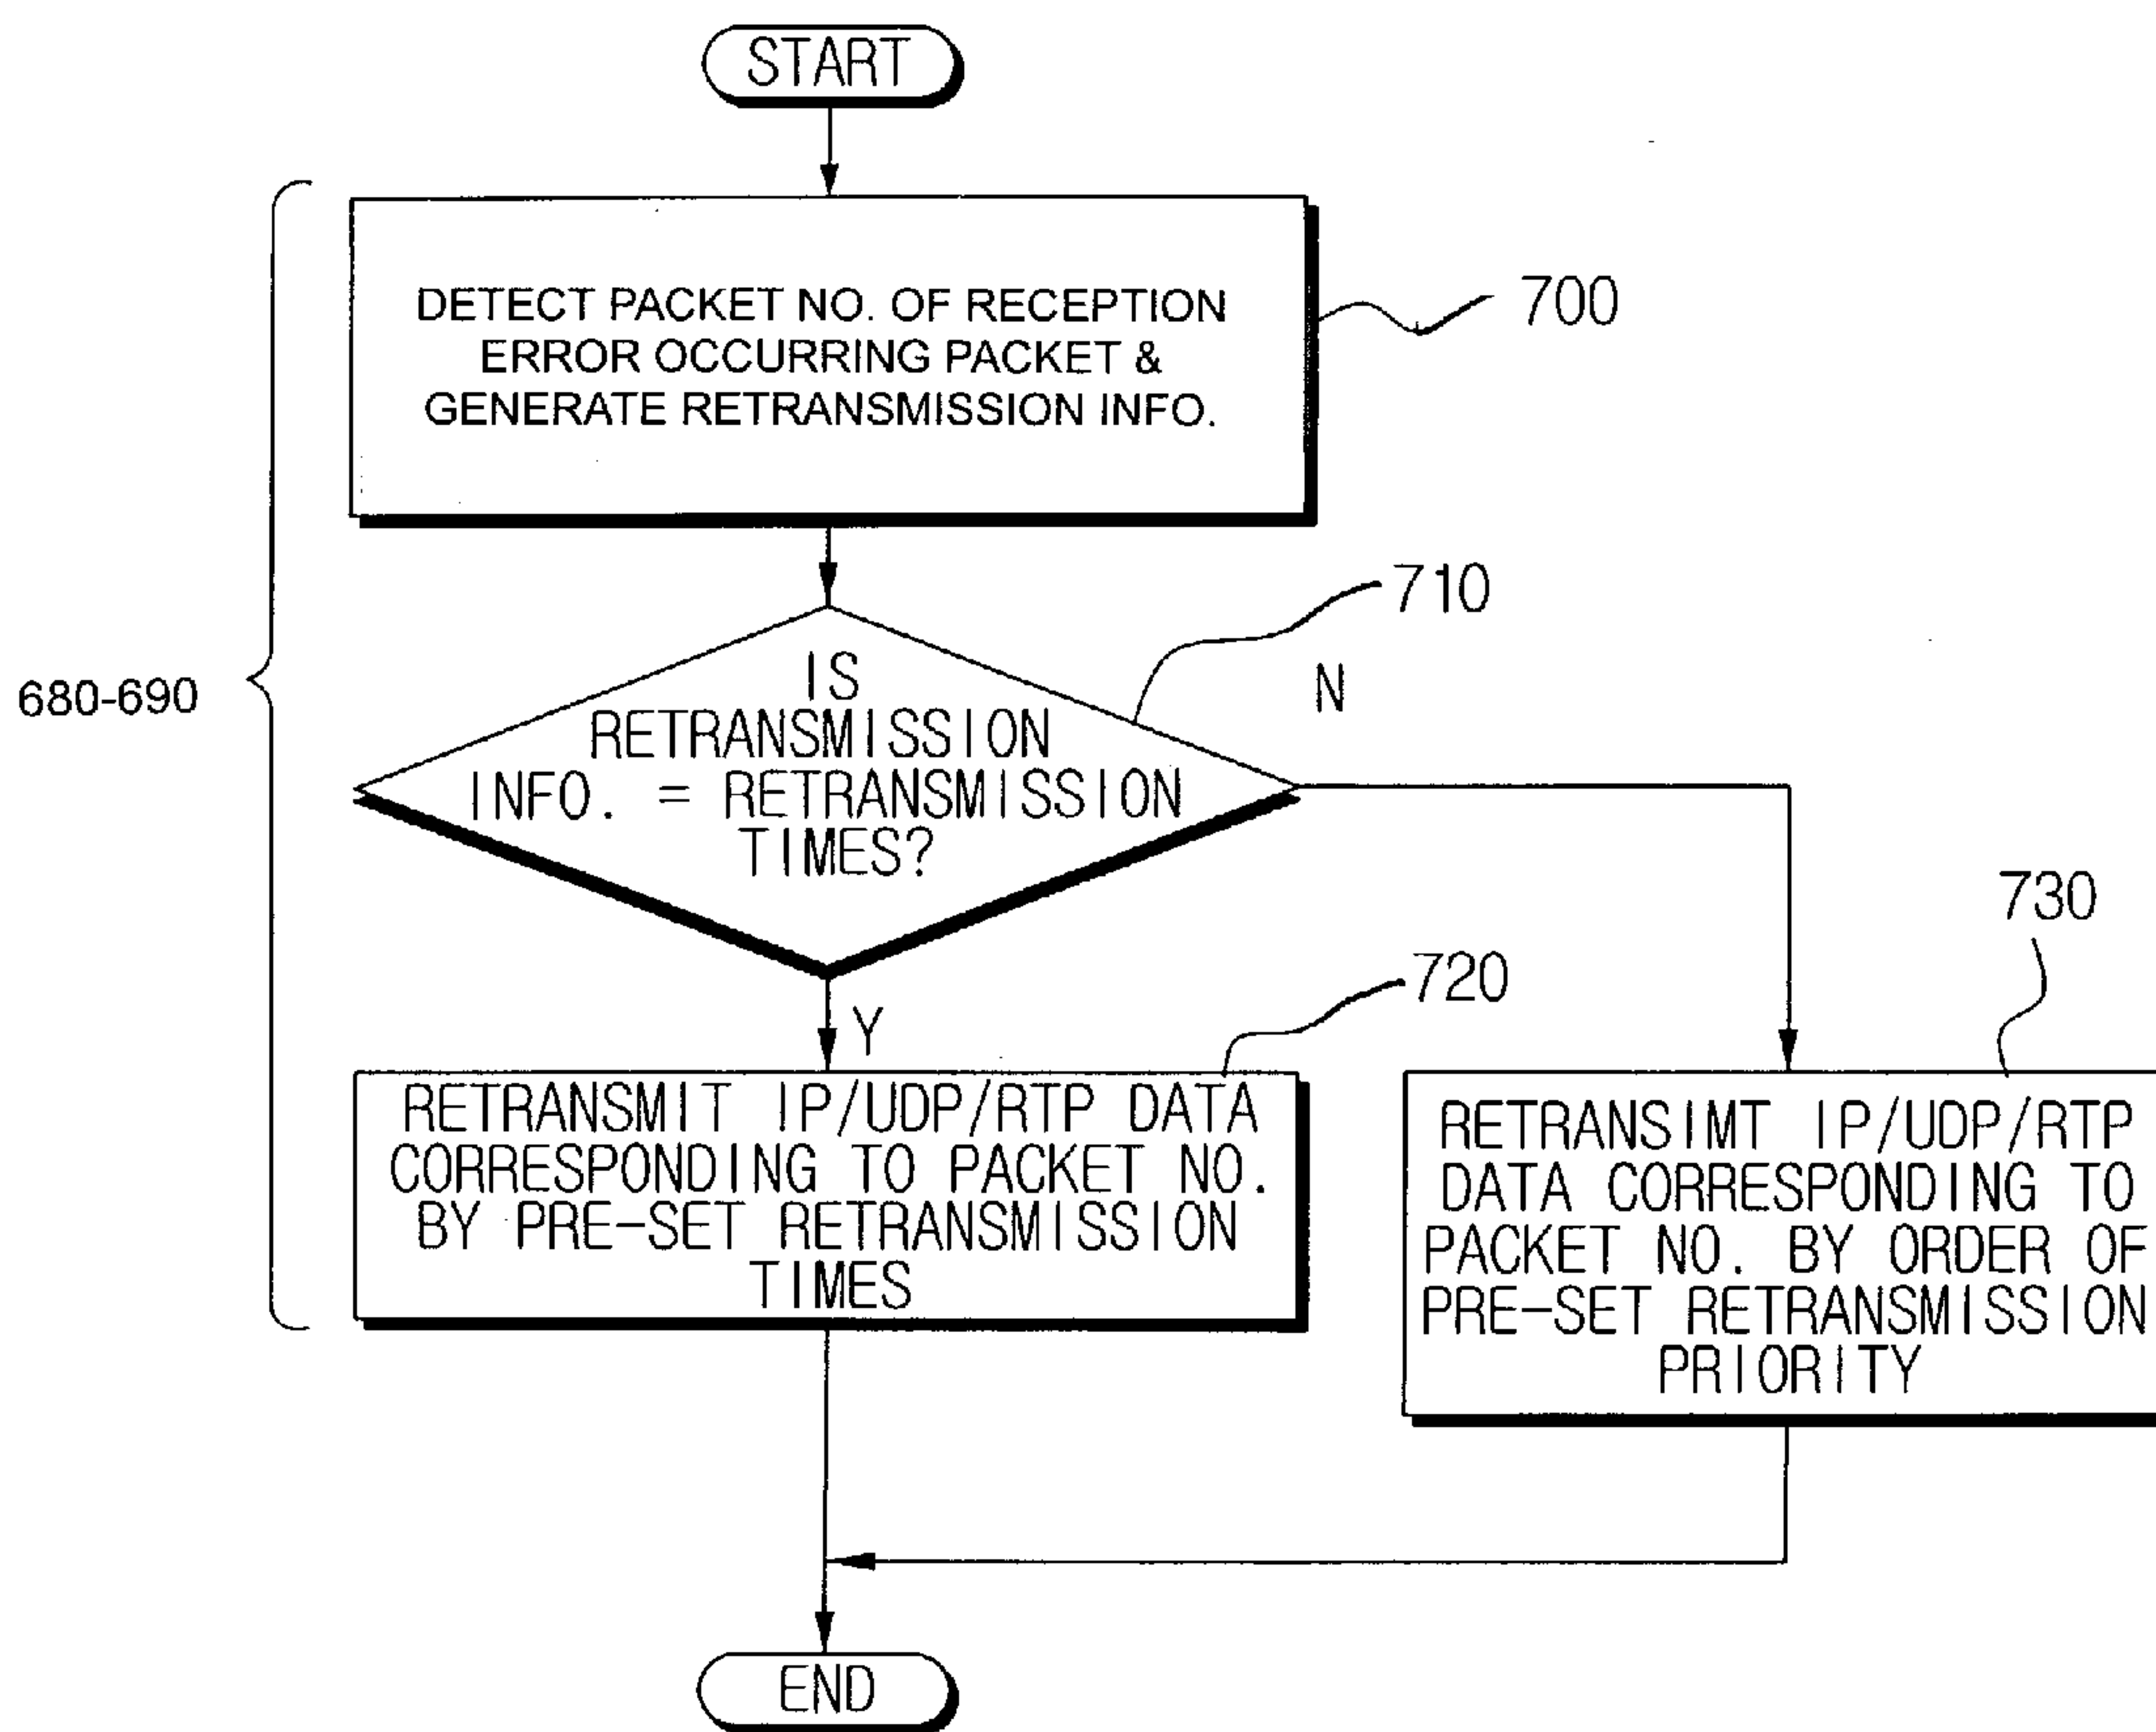 START
DETECT PACKET NO. OF RECEPTION
ERROR OCCURRING PACKET &
GENERATE RETRANSMISSION INFO.
700
710
IS
RETRANSMISSION
INFO. = RETRANSMISSION
TIMES?
N
680-690
Y
720
RETRANSMIT IP/UDP/RTP DATA
CORRESPONDING TO PACKET NO.
BY PRE-SET RETRANSMISSION
TIMES
730
RETRANSIMT IP/UDP/RTP
DATA CORRESPONDING TO
PACKET NO. BY ORDER OF
PRE-SET RETRANSMISSION
PRIORITY
END